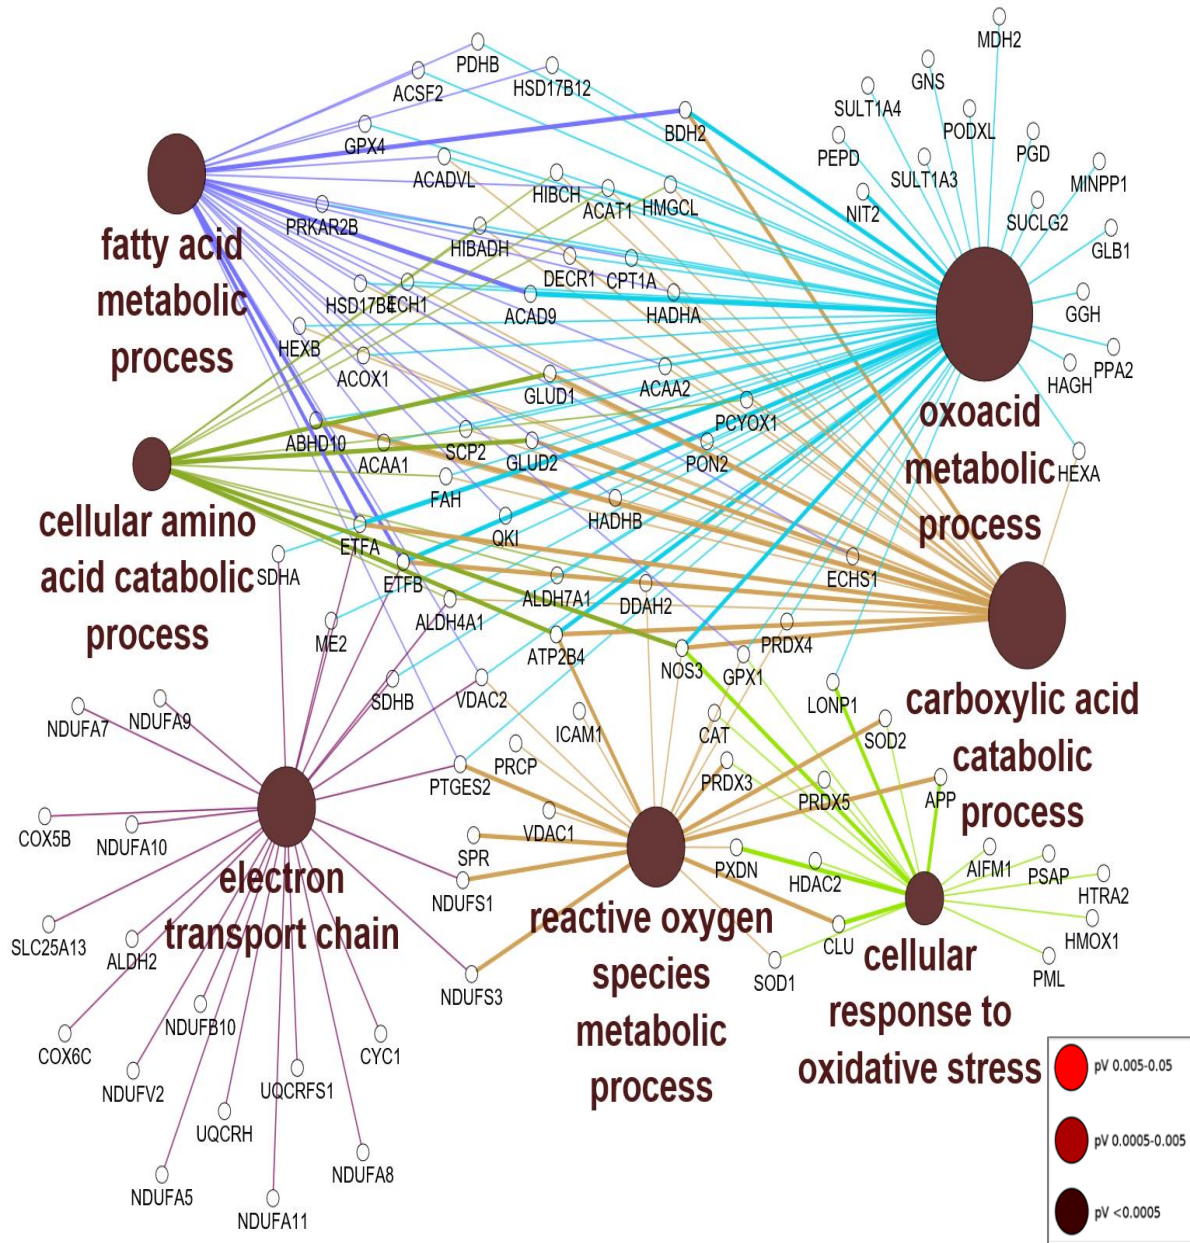 MDH2
PDHB
GNS
HSD17B12
ACSF2
SULT1A4
PODXL
BDH2
GPX4
PEPD
PGD
ACADVL
SULT1A3
MINPP1
HIBCH
ACAT1
HMGCL
NIT2
SUCLG2
PRKAR2B
HIBADH
fatty acid
metabolic
process
GLB1
DECR1
CPT1A
HSD17B4
ECH1
ACAD9
HADHA
GGH
HEXB
ACOX1
ACAA2
HAGH
PPA2
GLUD1
PCYOX1
oxoacid
metabolic
process
ABHD10
ACAA1
SCP2
GLUD2
PON2
HEXA
FAH
cellular amino
acid catabolic
process
HADHB
QKI
ETFA
SDHA
ETFB
ECHS1
ALDH7A1
DDAH2
ALDH4A1
ME2
PRDX4
ATP2B4
NOS3
GPX1
SDHB
VDAC2
LONP1
carboxylic acid
catabolic
process
NDUFA7
NDUFA9
ICAM1
CAT
SOD2
PRCP
PRDX3
PTGES2
PRDX5
APP
COX5B
NDUFA10
VDAC1
SPR
PXDN
HDAC2
AIFM1
PSAP
HTRA2
electron
transport chain
NDUFS1
reactive oxygen
species
metabolic
process
SLC25A13
ALDH2
CLU
HMOX1
cellular
response to
oxidative stress
SOD1
PML
NDUFS3
NDUFB10
COX6C
CYC1
NDUFV2
UQCRFS1
UQCRH
NDUFA8
NDUFA5
NDUFA11
pV 0.005-0.05
pV 0.0005-0.005
pV <0.0005